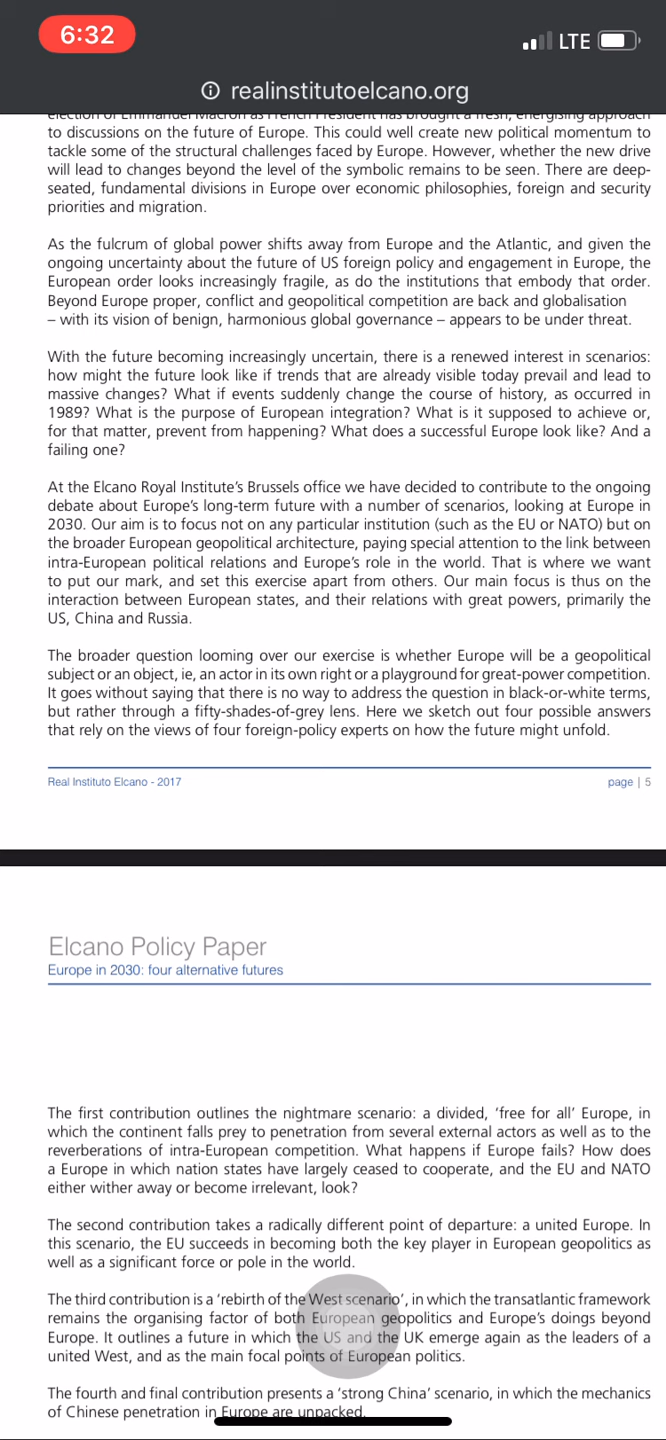 6:32
LTE
realinstitutoelcano.org
election of Emmanuel Macron as French President has brought a fresh, energising approach
to discussions on the future of Europe. This could well create new political momentum to
tackle some of the structural challenges faced by Europe. However, whether the new drive
will lead to changes beyond the level of the symbolic remains to be seen. There are deep-
seated, fundamental divisions in Europe over economic philosophies, foreign and security
priorities and migration.
As the fulcrum of global power shifts away from Europe and the Atlantic, and given the
ongoing uncertainty about the future of US foreign policy and engagement in Europe, the
European order looks increasingly fragile, as do the institutions that embody that order.
Beyond Europe proper, conflict and geopolitical competition are back and globalisation
– with its vision of benign, harmonious global governance – appears to be under threat.
With the future becoming increasingly uncertain, there is a renewed interest in scenarios:
how might the future look like if trends that are already visible today prevail and lead to
massive changes? What if events suddenly change the course of history, as occurred in
1989? What is the purpose of European integration? What is it supposed to achieve or,
for that matter, prevent from happening? What does a successful Europe look like? And a
failing one?
At the Elcano Royal Institute's Brussels office we have decided to contribute to the ongoing
debate about Europe's long-term future with a number of scenarios, looking at Europe in
2030. Our aim is to focus not on any particular institution (such as the EU or NATO) but on
the broader European geopolitical architecture, paying special attention to the link between
intra-European political relations and Europe's role in the world. That is where we want
to put our mark, and set this exercise apart from others. Our main focus is thus on the
interaction between European states, and their relations with great powers, primarily the
US, China and Russia.
The broader question looming over our exercise is whether Europe will be a geopolitical
subject or an object, ie, an actor in its own right or a playground for great-power competition.
It goes without saying that there is no way to address the question in black-or-white terms,
but rather through a fifty-shades-of-grey lens. Here we sketch out four possible answers
that rely on the views of four foreign-policy experts on how the future might unfold.
Real Instituto Elcano - 2017 page | 5
Elcano Policy Paper
Europe in 2030: four alternative futures
The first contribution outlines the nightmare scenario: a divided, 'free for all' Europe, in
which the continent falls prey to penetration from several external actors as well as to the
reverberations of intra-European competition. What happens if Europe fails? How does
a Europe in which nation states have largely ceased to cooperate, and the EU and NATO
either wither away or become irrelevant, look?
The second contribution takes a radically different point of departure: a united Europe. In
this scenario, the EU succeeds in becoming both the key player in European geopolitics as
well as a significant force or pole in the world.
The third contribution is a 'rebirth of the West scenario', in which the transatlantic framework
remains the organising factor of both European geopolitics and Europe's doings beyond
Europe. It outlines a future in which the US and the UK emerge again as the leaders of a
united West, and as the main focal points of European politics.
The fourth and final contribution presents a 'strong China' scenario, in which the mechanics
of Chinese penetration in Europe are unpacked.